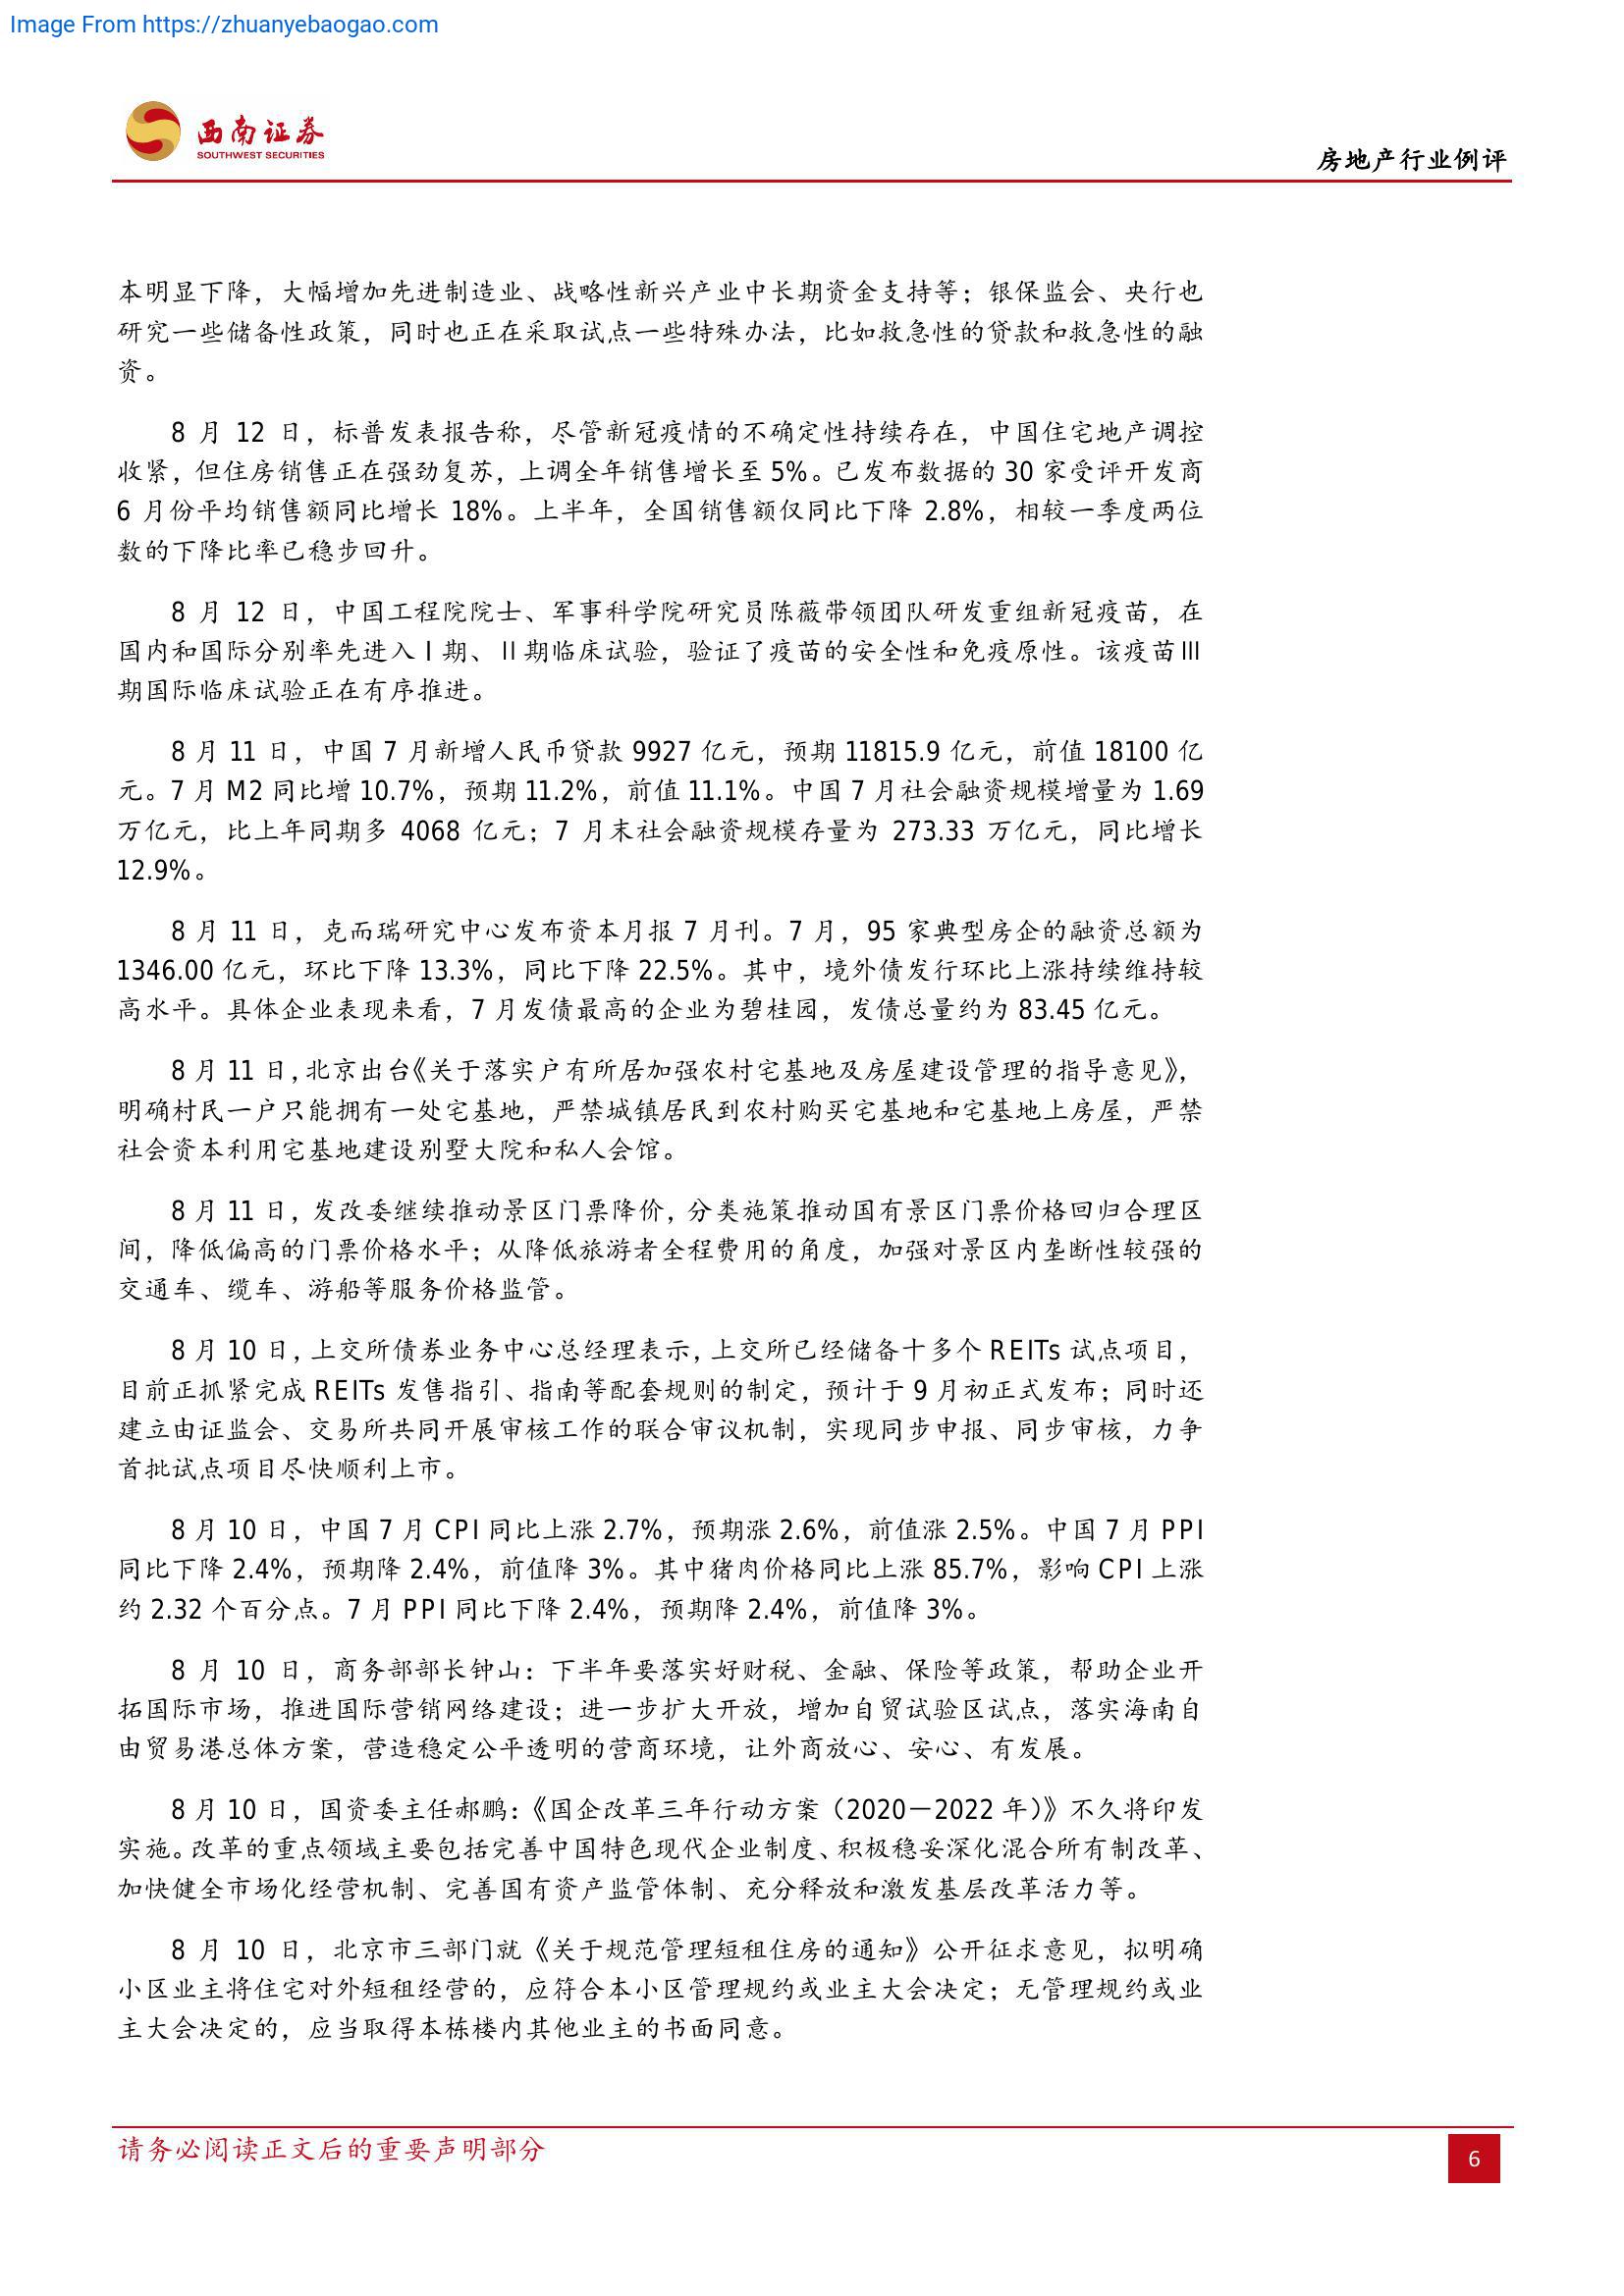 Image From https://zhuanyebaogao.com
西南证券
SOUTHWEST SECURITIES
房地产行业例评
本明显下降，大幅增加先进制造业、战略性新兴产业中长期资金支持等；银保监会、央行也
研究一些储备性政策，同时也正在采取试点一些特殊办法，比如救急性的贷款和救急性的融
资。
8 月 12 日，标普发表报告称，尽管新冠疫情的不确定性持续存在，中国住宅地产调控
收紧，但住房销售正在强劲复苏，上调全年销售增长至 5%。已发布数据的 30 家受评开发商
6 月份平均销售额同比增长 18%。上半年，全国销售额仅同比下降 2.8%，相较一季度两位
数的下降比率已稳步回升。
8 月 12 日，中国工程院院士、军事科学院研究员陈薇带领团队研发重组新冠疫苗，在
国内和国际分别率先进入Ⅰ期、Ⅱ期临床试验，验证了疫苗的安全性和免疫原性。该疫苗Ⅲ
期国际临床试验正在有序推进。
8 月 11 日，中国 7 月新增人民币贷款 9927 亿元，预期 11815.9 亿元，前值 18100 亿
元。7 月 M2 同比增 10.7%，预期 11.2%，前值 11.1%。中国 7 月社会融资规模增量为 1.69
万亿元，比上年同期多 4068 亿元；7 月末社会融资规模存量为 273.33 万亿元，同比增长
12.9%。
8 月 11 日，克而瑞研究中心发布资本月报 7 月刊。7 月，95 家典型房企的融资总额为
1346.00 亿元，环比下降 13.3%，同比下降 22.5%。其中，境外债发行环比上涨持续维持较
高水平。具体企业表现来看，7 月发债最高的企业为碧桂园，发债总量约为 83.45 亿元。
8 月 11 日，北京出台《关于落实户有所居加强农村宅基地及房屋建设管理的指导意见》，
明确村民一户只能拥有一处宅基地，严禁城镇居民到农村购买宅基地和宅基地上房屋，严禁
社会资本利用宅基地建设别墅大院和私人会馆。
8 月 11 日，发改委继续推动景区门票降价，分类施策推动国有景区门票价格回归合理区
间，降低偏高的门票价格水平；从降低旅游者全程费用的角度，加强对景区内垄断性较强的
交通车、缆车、游船等服务价格监管。
8 月 10 日，上交所债券业务中心总经理表示，上交所已经储备十多个 REITs 试点项目，
目前正抓紧完成 REITs 发售指引、指南等配套规则的制定，预计于 9 月初正式发布；同时还
建立由证监会、交易所共同开展审核工作的联合审议机制，实现同步申报、同步审核，力争
首批试点项目尽快顺利上市。
8 月 10 日，中国 7 月 CPI 同比上涨 2.7%，预期涨 2.6%，前值涨 2.5%。中国 7 月 PPI
同比下降 2.4%，预期降 2.4%，前值降 3%。其中猪肉价格同比上涨 85.7%，影响 CPI 上涨
约 2.32 个百分点。7 月 PPI 同比下降 2.4%，预期降 2.4%，前值降 3%。
8 月 10 日，商务部部长钟山：下半年要落实好财税、金融、保险等政策，帮助企业开
拓国际市场，推进国际营销网络建设；进一步扩大开放，增加自贸试验区试点，落实海南自
由贸易港总体方案，营造稳定公平透明的营商环境，让外商放心、安心、有发展。
8 月 10 日，国资委主任郝鹏：《国企改革三年行动方案（2020－2022 年）》不久将印发
实施。改革的重点领域主要包括完善中国特色现代企业制度、积极稳妥深化混合所有制改革、
加快健全市场化经营机制、完善国有资产监管体制、充分释放和激发基层改革活力等。
8 月 10 日，北京市三部门就《关于规范管理短租住房的通知》公开征求意见，拟明确
小区业主将住宅对外短租经营的，应符合本小区管理规约或业主大会决定；无管理规约或业
主大会决定的，应当取得本栋楼内其他业主的书面同意。
请务必阅读正文后的重要声明部分
6